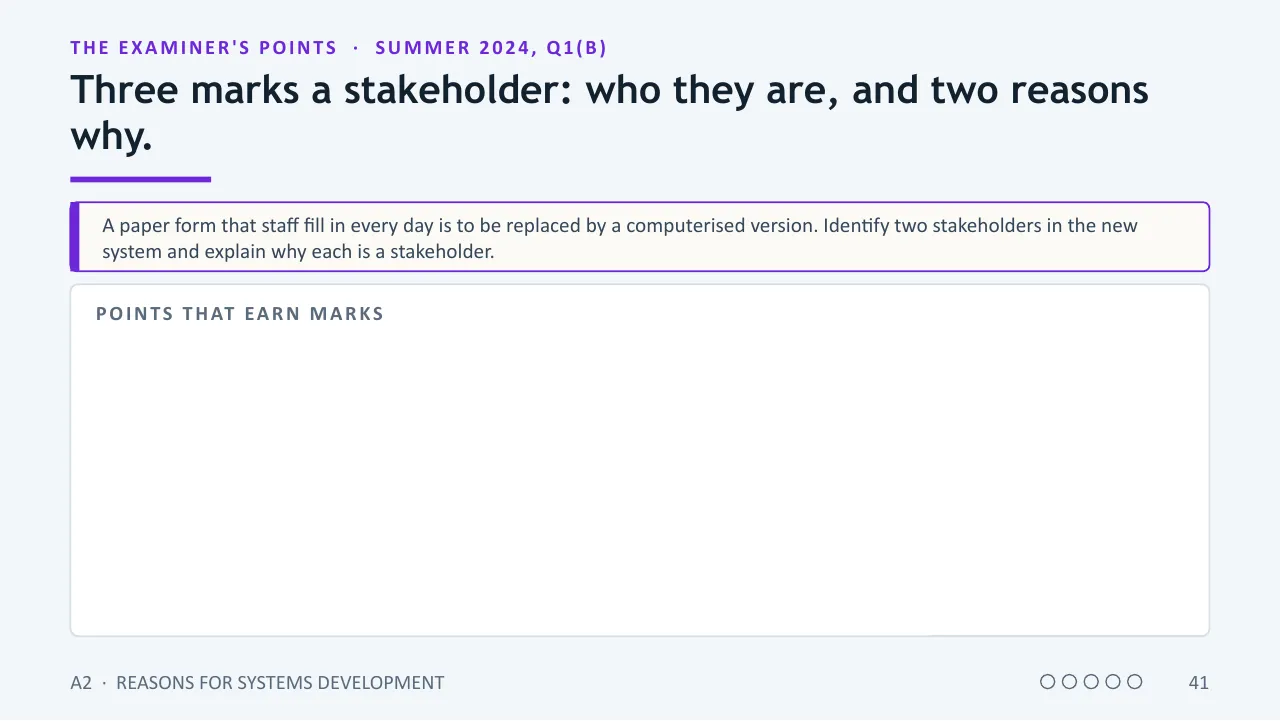 THE EXAMINER'S POINTS · SUMMER 2024, Q1(B)
Three marks a stakeholder: who they are, and two reasons
why.
A paper form that staff fill in every day is to be replaced by a computerised version. Identify two stakeholders in the new
system and explain why each is a stakeholder.
POINTS THAT EARN MARKS
A2 · REASONS FOR SYSTEMS DEVELOPMENT
41